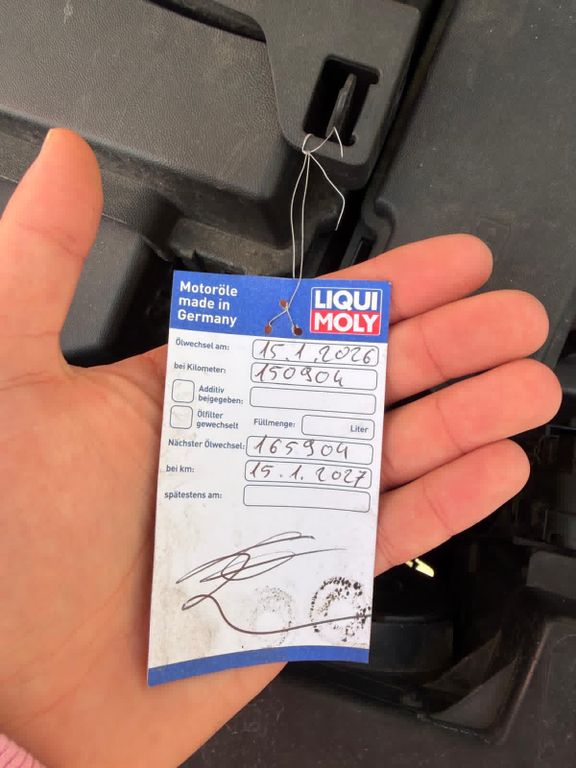 Motoröle
made in
Germany
LIQUI
MOLY
Ölwechsel am: 15.1.2026
bei Kilometer: 150904
Additiv
beigegeben:
Ölfilter
gewechselt
Füllmenge: Liter
Nächster Ölwechsel: 165904
bei km: 15.1.2027
spätestens am: